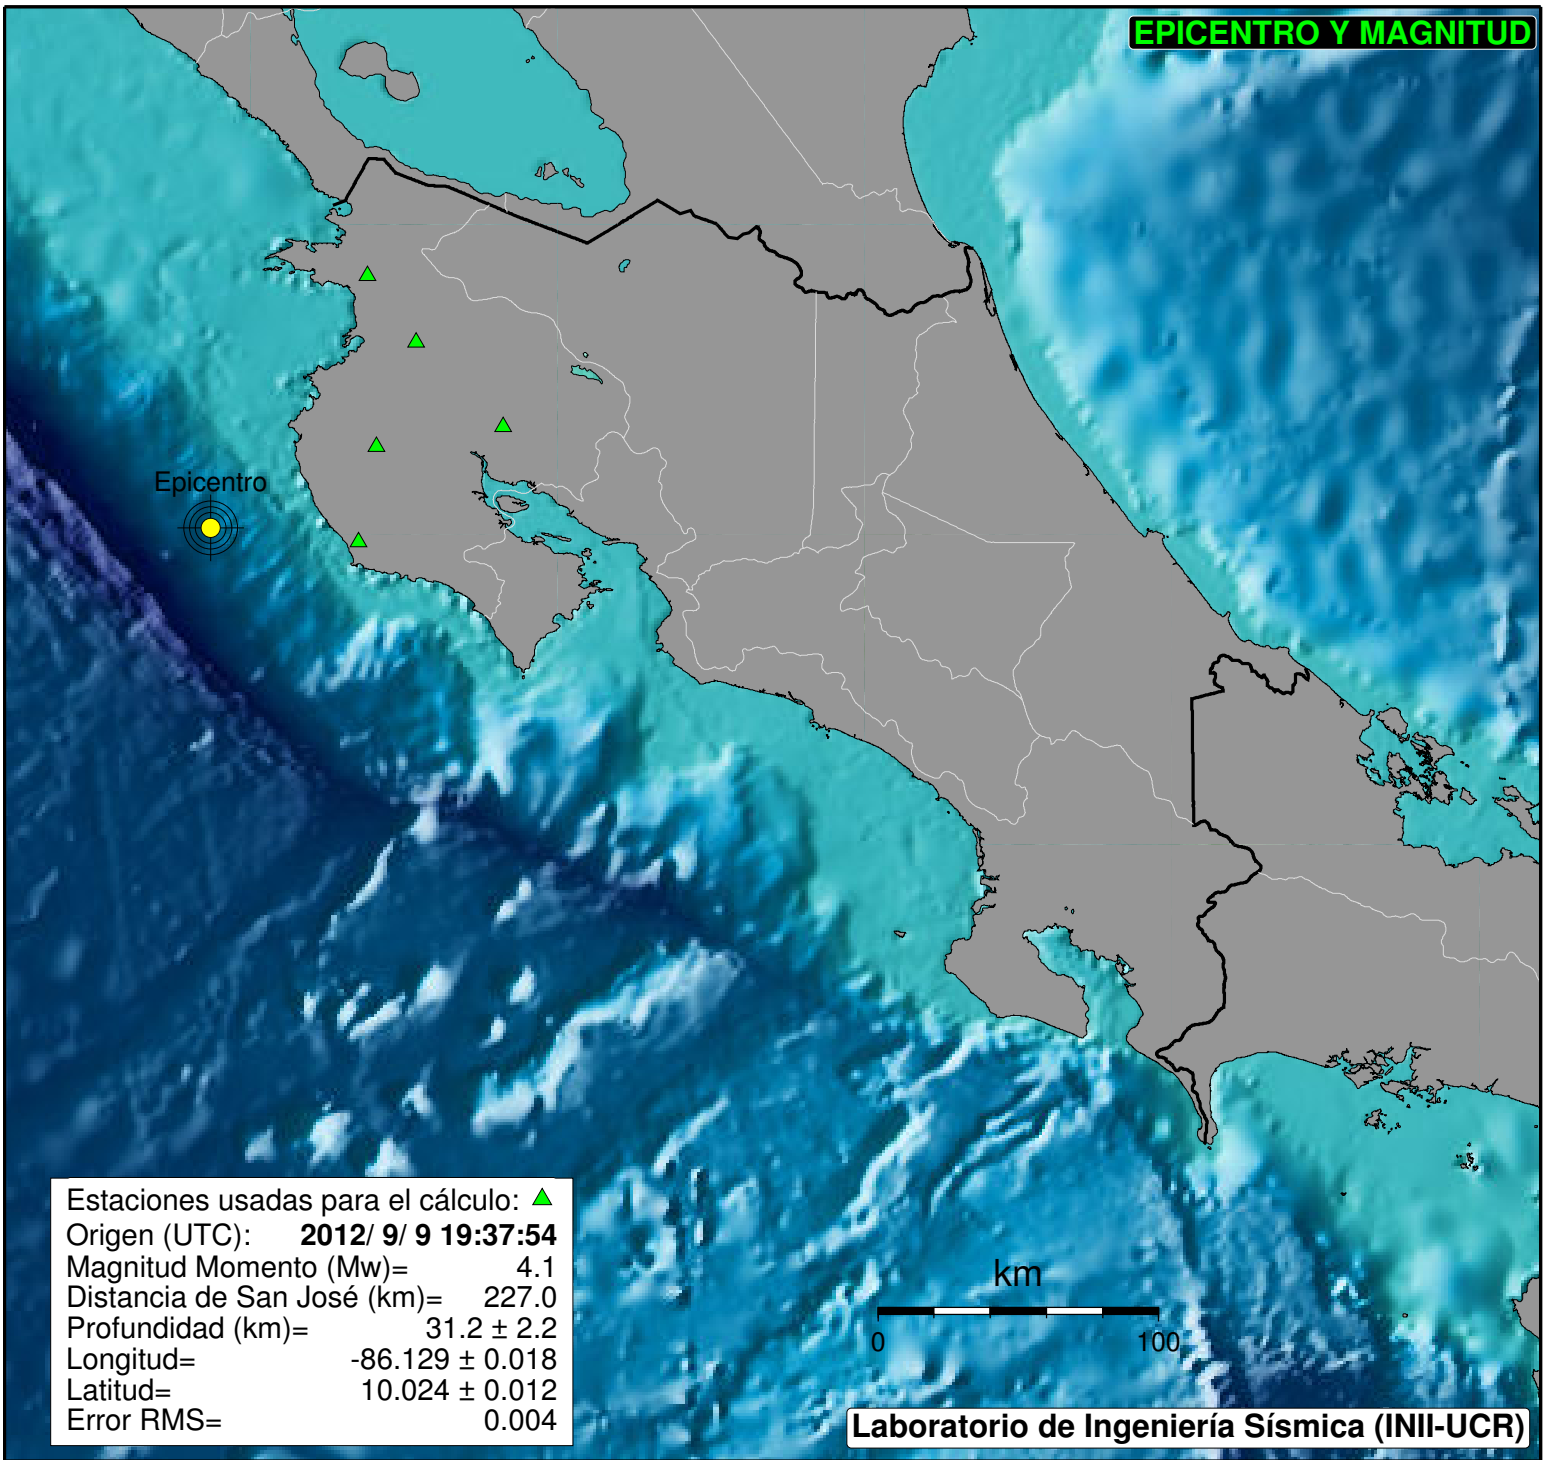 EPICENTRO Y MAGNITUD
Epicentro
Estaciones usadas para el cálculo:
Origen (UTC): 2012/ 9/ 9 19:37:54
Magnitud Momento (Mw)= 4.1
Distancia de San José (km)= 227.0
Profundidad (km)= 31.2 ± 2.2
Longitud= -86.129 ± 0.018
Latitud= 10.024 ± 0.012
Error RMS= 0.004
km
0 100
Laboratorio de Ingeniería Sísmica (INII-UCR)